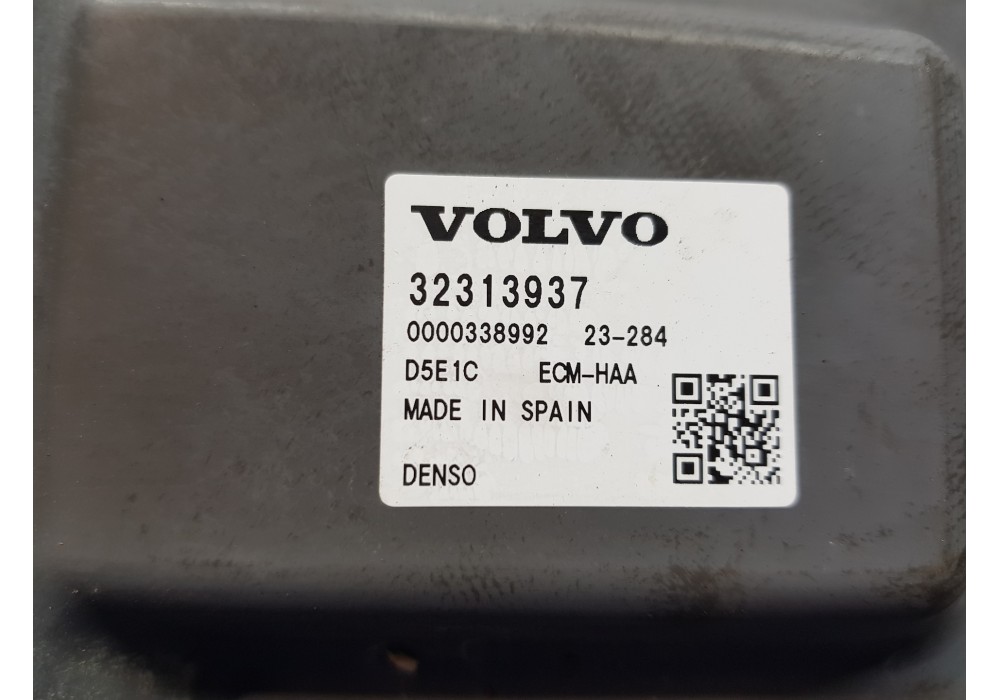 VOLVO
32313937
0000338992 23-284
D5E1C ECM-HAA
MADE IN SPAIN
DENSO